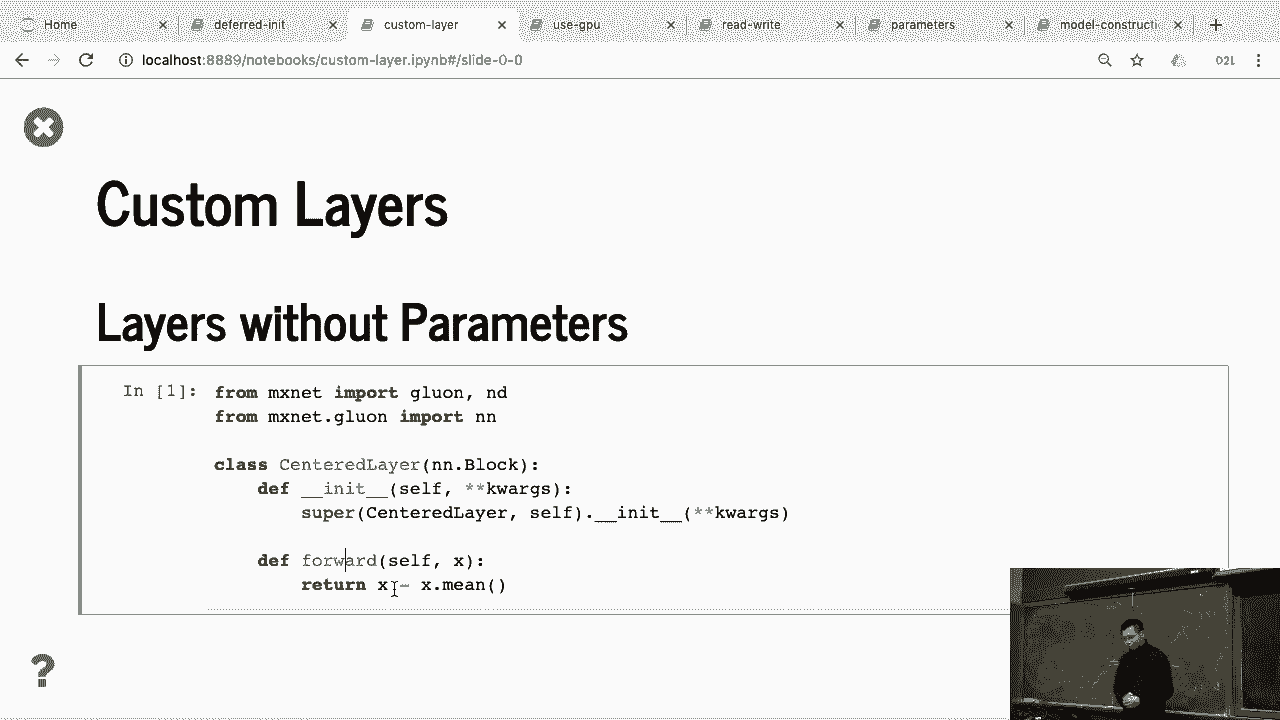 Home
deferred-init
custom-layer
use-gpu
read-write
parameters
model-constructi
localhost:8889/notebooks/custom-layer.ipynb#/slide-0-0
D2L
Custom Layers
Layers without Parameters
In [1]:
from mxnet import gluon, nd
from mxnet.gluon import nn
class CenteredLayer(nn.Block):
def __init__(self, **kwargs):
super(CenteredLayer, self).__init__(**kwargs)
def forward(self, x):
return x - x.mean()
?